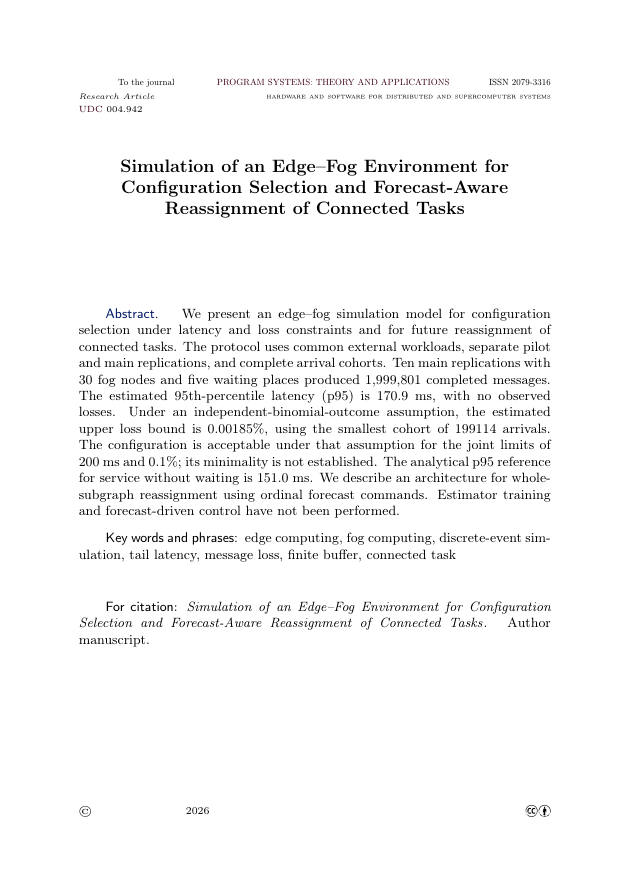 To the journal PROGRAM SYSTEMS: THEORY AND APPLICATIONS ISSN 2079-3316
Research Article HARDWARE AND SOFTWARE FOR DISTRIBUTED AND SUPERCOMPUTER SYSTEMS
UDC 004.942
Simulation of an Edge–Fog Environment for
Configuration Selection and Forecast-Aware
Reassignment of Connected Tasks
Abstract. We present an edge–fog simulation model for configuration
selection under latency and loss constraints and for future reassignment of
connected tasks. The protocol uses common external workloads, separate pilot
and main replications, and complete arrival cohorts. Ten main replications with
30 fog nodes and five waiting places produced 1,999,801 completed messages.
The estimated 95th-percentile latency (p95) is 170.9 ms, with no observed
losses. Under an independent-binomial-outcome assumption, the estimated
upper loss bound is 0.00185%, using the smallest cohort of 199114 arrivals.
The configuration is acceptable under that assumption for the joint limits of
200 ms and 0.1%; its minimality is not established. The analytical p95 reference
for service without waiting is 151.0 ms. We describe an architecture for whole-
subgraph reassignment using ordinal forecast commands. Estimator training
and forecast-driven control have not been performed.
Key words and phrases: edge computing, fog computing, discrete-event sim-
ulation, tail latency, message loss, finite buffer, connected task
For citation: Simulation of an Edge–Fog Environment for Configuration
Selection and Forecast-Aware Reassignment of Connected Tasks. Author
manuscript.
© 2026